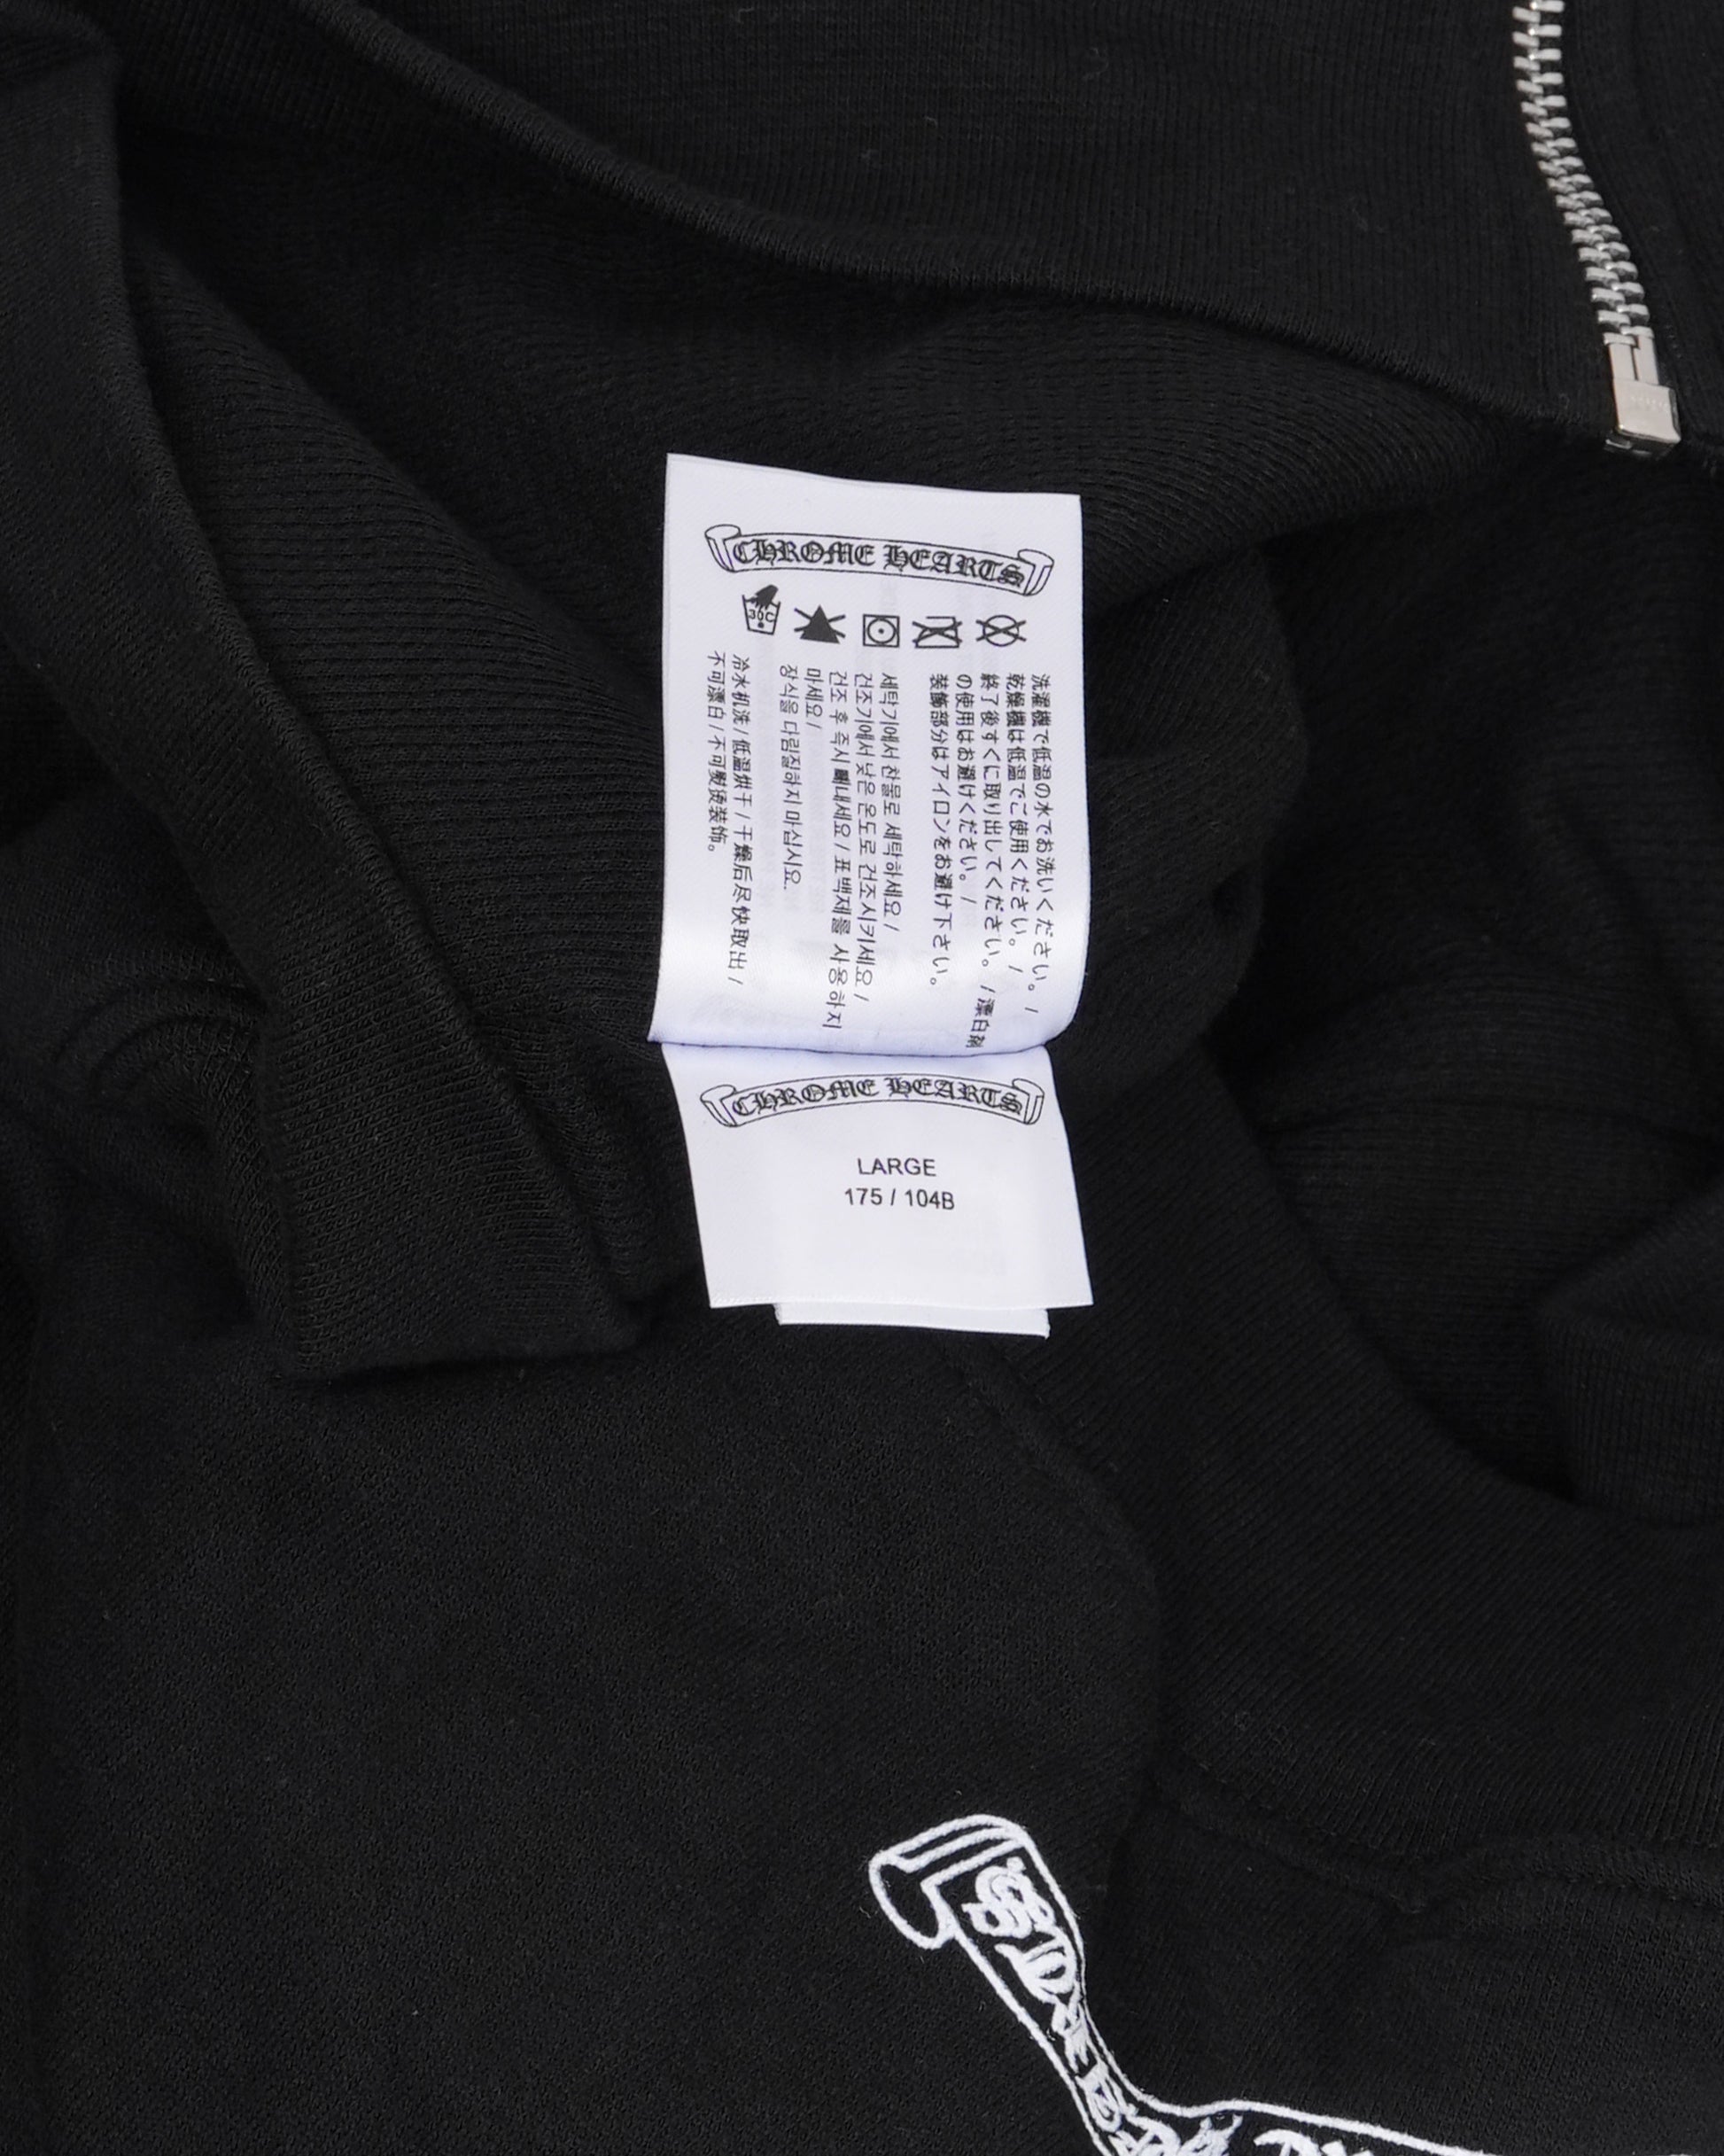 CHROME HEARTS
30C
洗濯機で低温の水でお洗いください。/
乾燥機は低温でご使用ください。/
終了後すぐに取り出してください。/ 漂白剤
の使用はお避けください。/
装飾部分はアイロンをお避け下さい。
세탁기에서 찬물로 세탁하세요 /
건조기에서 낮은 온도로 건조시키세요 /
건조 후 즉시 빼내세요 / 표백제를 사용하지
마세요 /
장식을 다림질하지 마십시요.
冷水机洗 / 低温烘干 / 干燥后尽快取出 /
不可漂白 / 不可熨烫装饰。
CHROME HEARTS
LARGE
175 / 104B